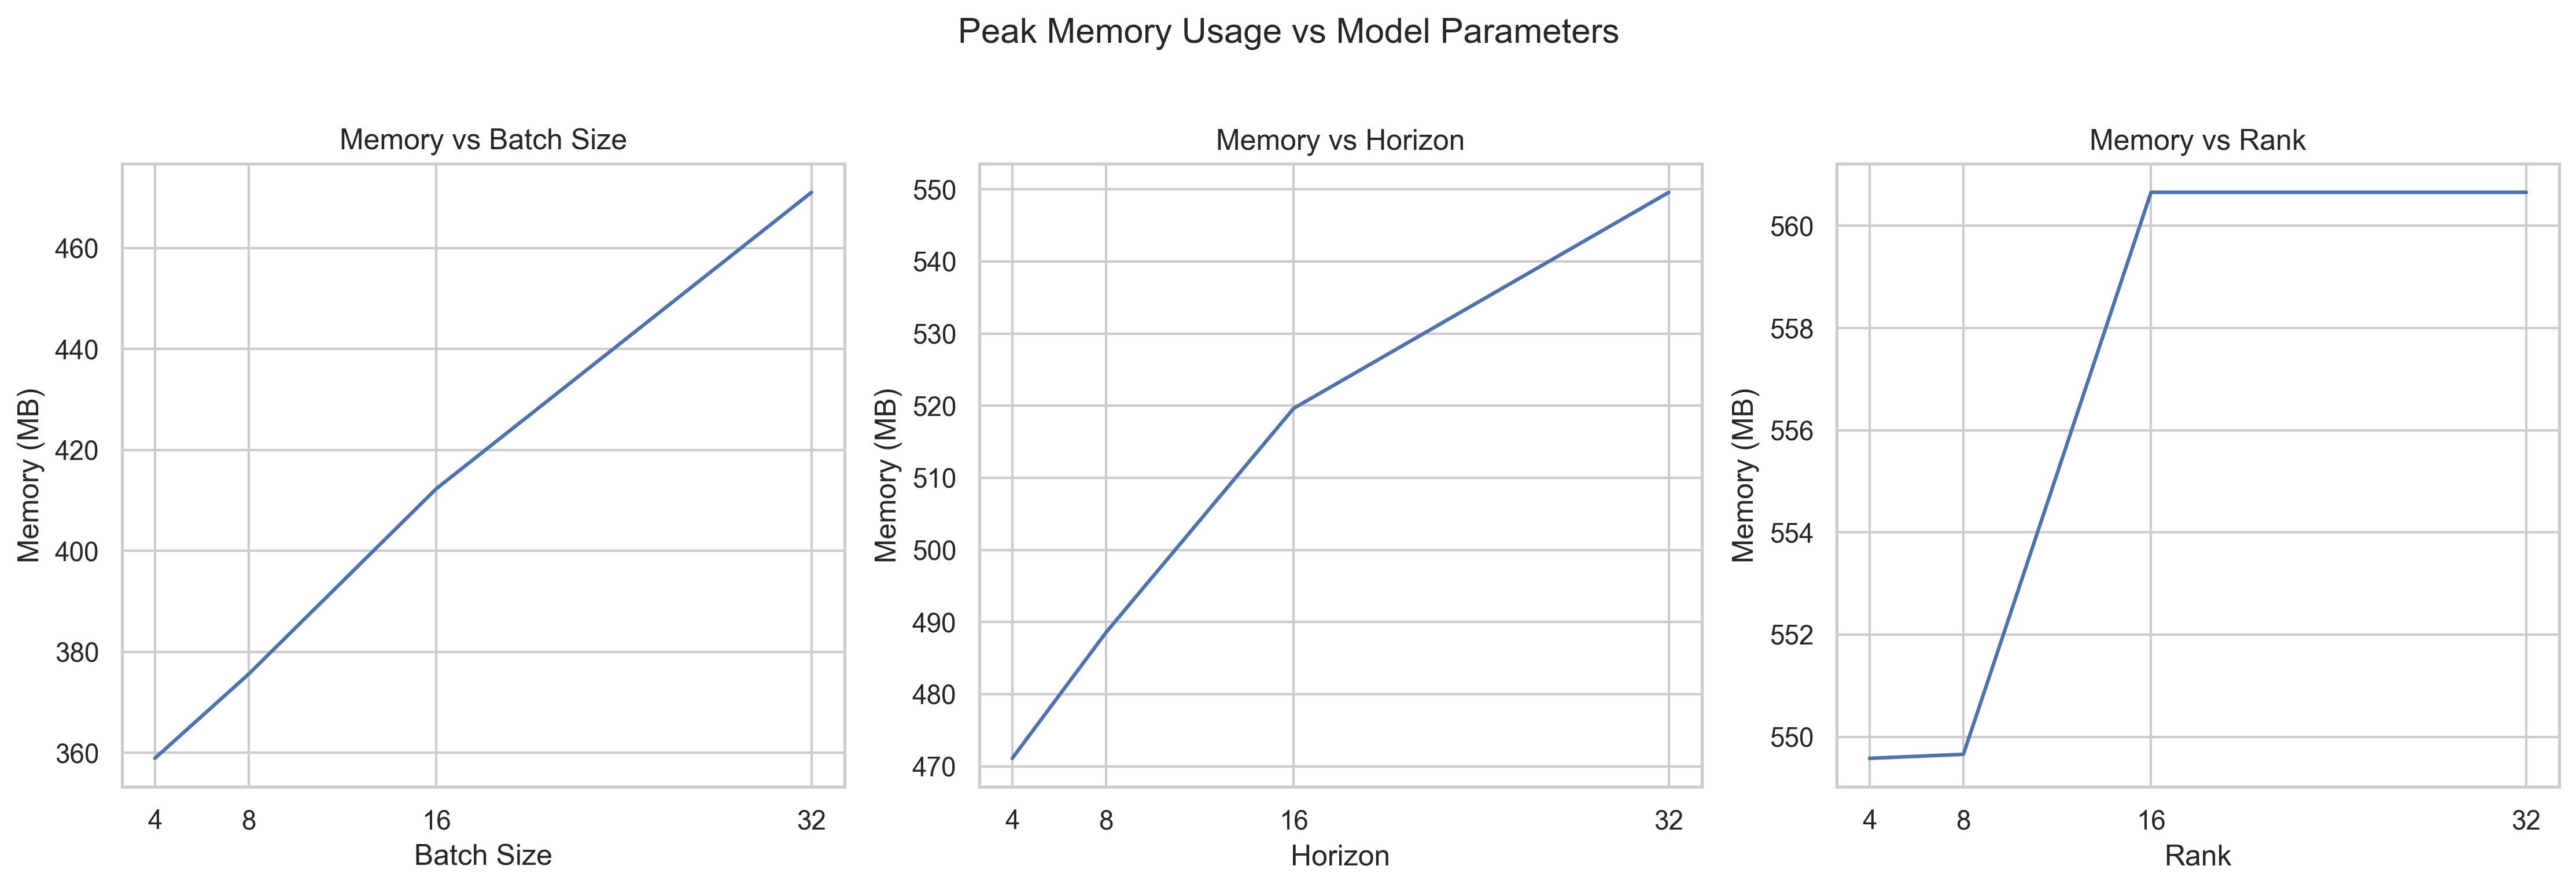 Peak Memory Usage vs Model Parameters
Memory vs Batch Size
Memory (MB)
460
440
420
400
380
360
4 8 16 32
Batch Size
Memory vs Horizon
Memory (MB)
550
540
530
520
510
500
490
480
470
4 8 16 32
Horizon
Memory vs Rank
Memory (MB)
560
558
556
554
552
550
4 8 16 32
Rank